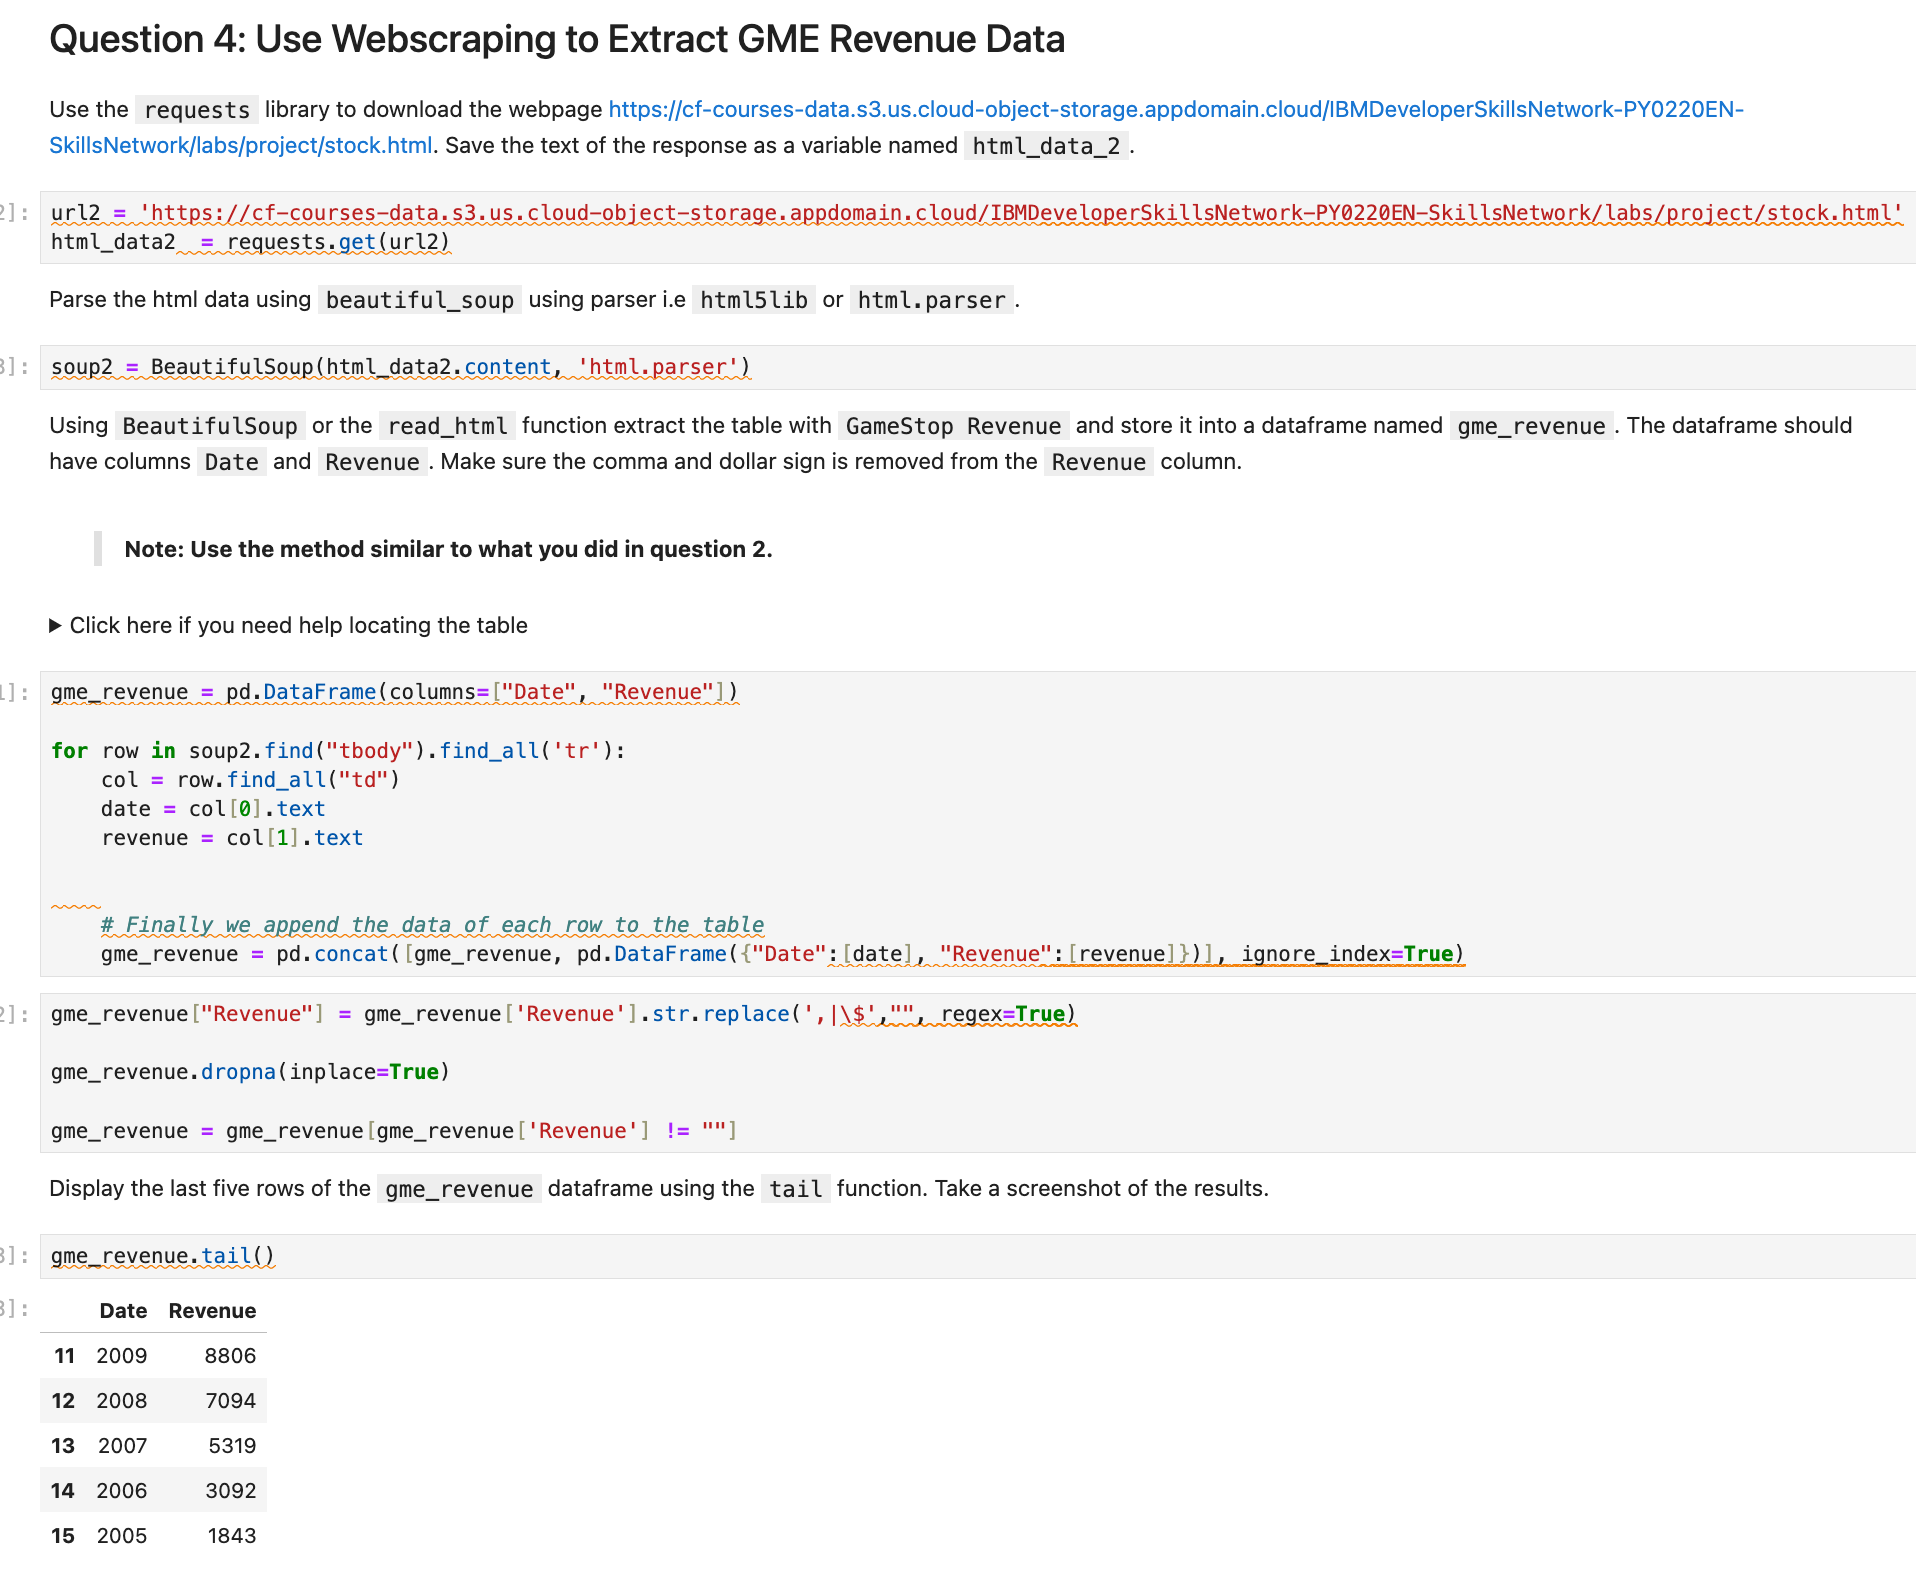 Question 4: Use Webscraping to Extract GME Revenue Data
Use the requests library to download the webpage https://cf-courses-data.s3.us.cloud-object-storage.appdomain.cloud/IBMDeveloperSkillsNetwork-PY0220EN-
SkillsNetwork/labs/project/stock.html. Save the text of the response as a variable named html_data_2 .
2]: url2 = 'https://cf-courses-data.s3.us.cloud-object-storage.appdomain.cloud/IBMDeveloperSkillsNetwork-PY0220EN-SkillsNetwork/labs/project/stock.html'
html_data2  = requests.get(url2)
Parse the html data using beautiful_soup using parser i.e html5lib or html.parser .
3]: soup2 = BeautifulSoup(html_data2.content, 'html.parser')
Using BeautifulSoup or the read_html function extract the table with GameStop Revenue and store it into a dataframe named gme_revenue . The dataframe should
have columns Date and Revenue . Make sure the comma and dollar sign is removed from the Revenue column.
Note: Use the method similar to what you did in question 2.
▶ Click here if you need help locating the table
1]: gme_revenue = pd.DataFrame(columns=["Date", "Revenue"])
for row in soup2.find("tbody").find_all('tr'):
    col = row.find_all("td")
    date = col[0].text
    revenue = col[1].text
    # Finally we append the data of each row to the table
    gme_revenue = pd.concat([gme_revenue, pd.DataFrame({"Date":[date], "Revenue":[revenue]})], ignore_index=True)
2]: gme_revenue["Revenue"] = gme_revenue['Revenue'].str.replace(',|\$',"", regex=True)
gme_revenue.dropna(inplace=True)
gme_revenue = gme_revenue[gme_revenue['Revenue'] != ""]
Display the last five rows of the gme_revenue dataframe using the tail function. Take a screenshot of the results.
3]: gme_revenue.tail()
3]: Date Revenue
11 2009 8806
12 2008 7094
13 2007 5319
14 2006 3092
15 2005 1843